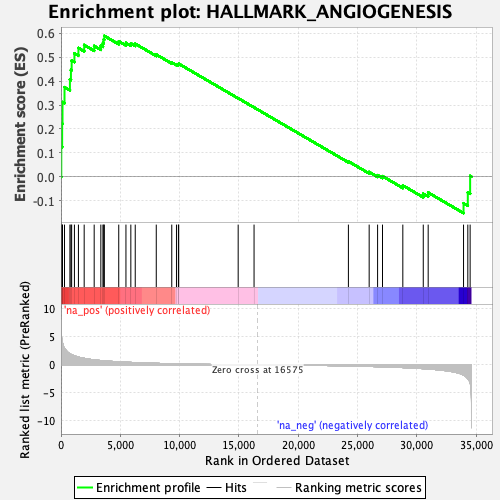 Enrichment plot: HALLMARK_ANGIOGENESIS
Enrichment score (ES)
0.6
0.5
0.4
0.3
0.2
0.1
0.0
-0.1
Ranked list metric (PreRanked)
10
5
0
-5
-10
'na_pos' (positively correlated)
Zero cross at 16575
'na_neg' (negatively correlated)
0 5,000 10,000 15,000 20,000 25,000 30,000 35,000
Rank in Ordered Dataset
Enrichment profile Hits Ranking metric scores